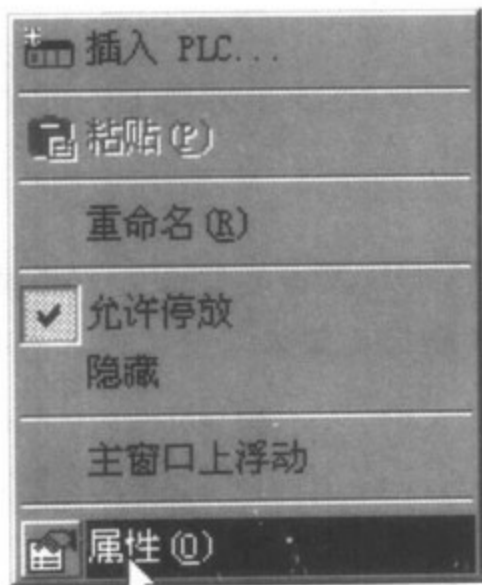 插入 PLC...
粘贴(P)
重命名(R)
允许停放
隐藏
主窗口上浮动
属性(O)